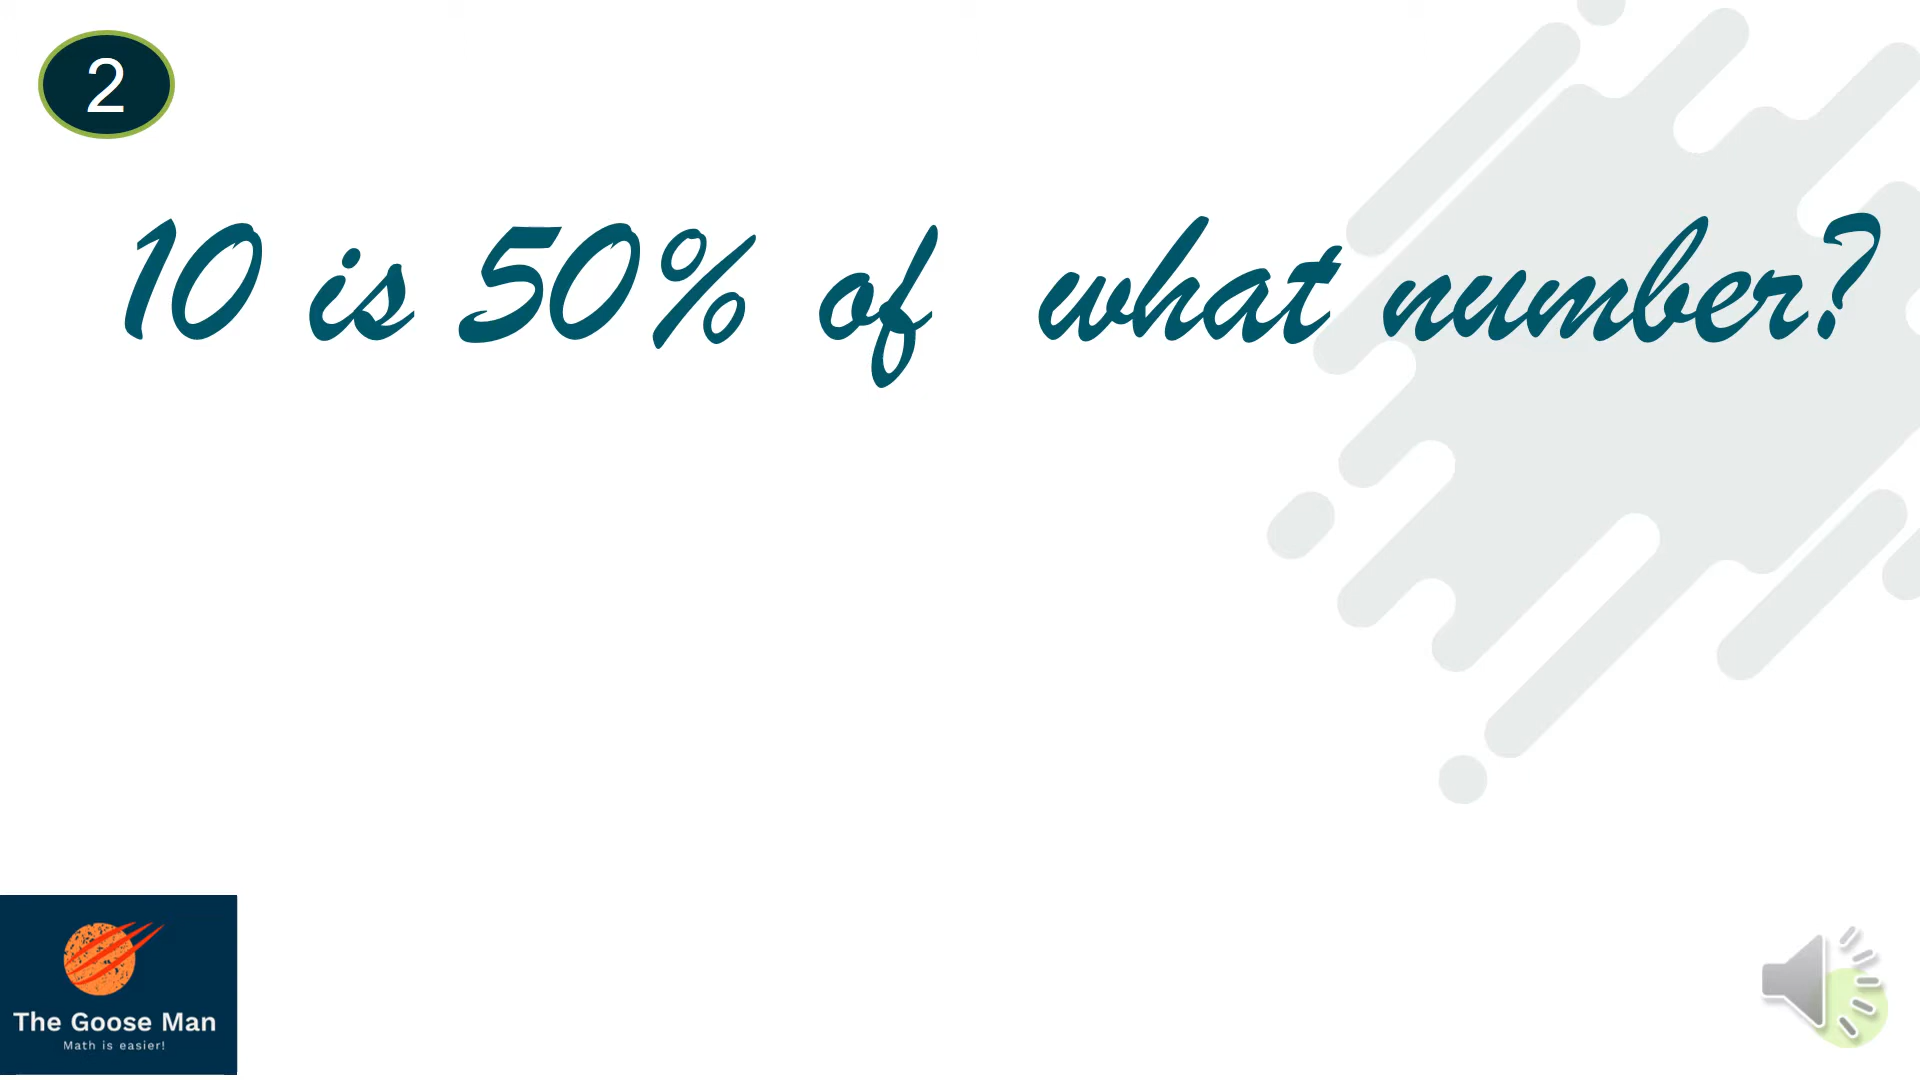 2
10 is 50% of what number?
The Goose Man
Math is easier!